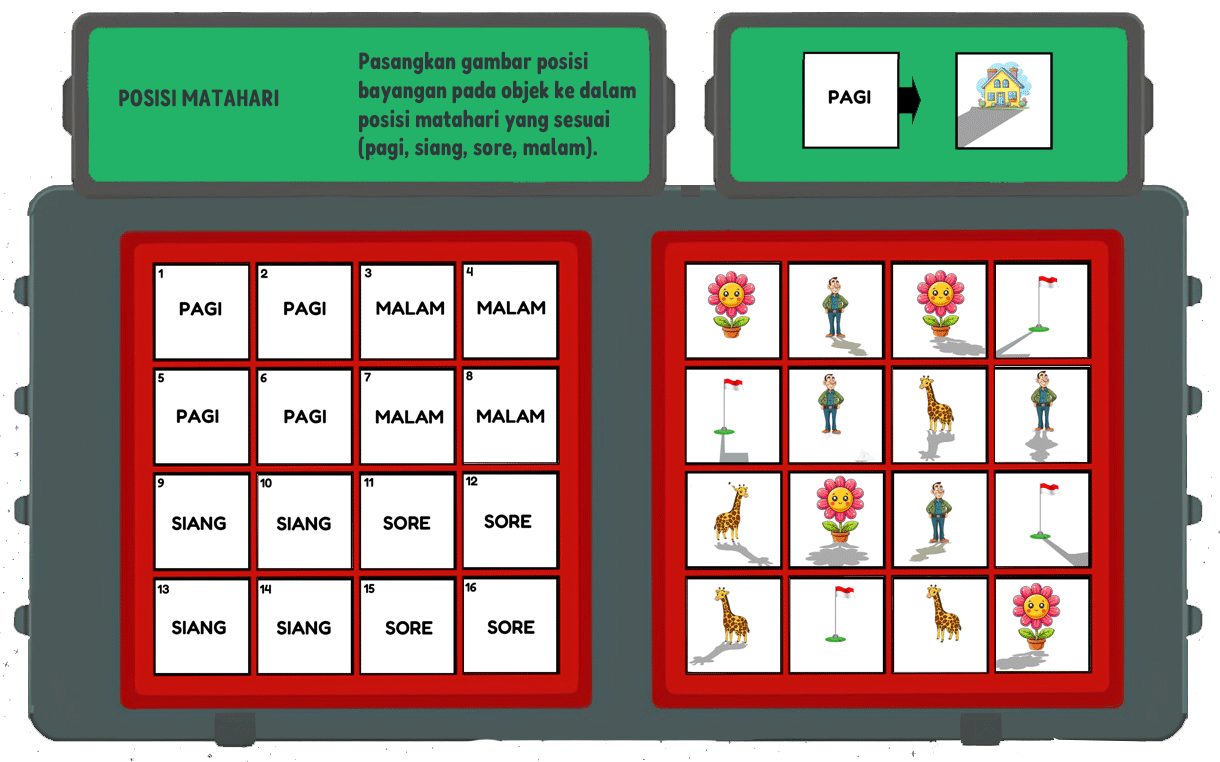 POSISI MATAHARI
Pasangkan gambar posisi
bayangan pada objek ke dalam
posisi matahari yang sesuai
(pagi, siang, sore, malam).
PAGI
1
PAGI
2
PAGI
3
MALAM
4
MALAM
5
PAGI
6
PAGI
7
MALAM
8
MALAM
9
SIANG
10
SIANG
11
SORE
12
SORE
13
SIANG
14
SIANG
15
SORE
16
SORE